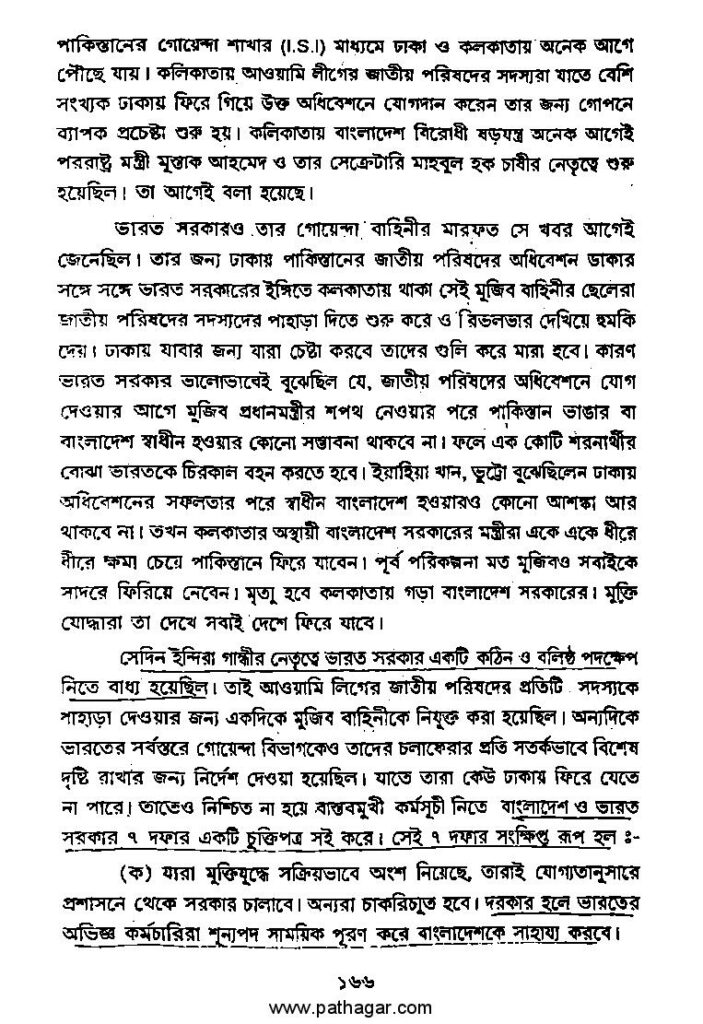 পাকিস্তানের গোয়েন্দা শাখার (I.S.I) মাধ্যমে ঢাকা ও কলকাতায় অনেক আগে
পৌছে যায়। কলিকাতায় আওয়ামি লীগের জাতীয় পরিষদের সদস্যরা যাতে বেশি
সংখ্যক ঢাকায় ফিরে গিয়ে উক্ত অধিবেশনে যোগদান করেন তার জন্য গোপনে
ব্যাপক প্রচেষ্টা শুরু হয়। কলিকাতায় বাংলাদেশ বিরোধী ষড়যন্ত্র অনেক আগেই
পররাষ্ট্র মন্ত্রী মুস্তাক আহমেদ ও তার সেক্রেটারি মাহবুল হক চাষীর নেতৃত্বে শুরু
হয়েছিল। তা আগেই বলা হয়েছে।
ভারত সরকারও তার গোয়েন্দা বাহিনীর মারফত সে খবর আগেই
জেনেছিল। তার জন্য ঢাকায় পাকিস্তানের জাতীয় পরিষদের অধিবেশন ডাকার
সঙ্গে সঙ্গে ভারত সরকারের ইঙ্গিতে কলকাতায় থাকা সেই মুজিব বাহিনীর ছেলেরা
জাতীয় পরিষদের সদস্যদের পাহাড়া দিতে শুরু করে ও রিভলভার দেখিয়ে হুমকি
দেয়। ঢাকায় যাবার জন্য যারা চেষ্টা করবে তাদের গুলি করে মারা হবে। কারণ
ভারত সরকার ভালোভাবেই বুঝেছিল যে, জাতীয় পরিষদের অধিবেশনে যোগ
দেওয়ার আগে মুজিব প্রধানমন্ত্রীর শপথ নেওয়ার পরে পাকিস্তান ভাঙার বা
বাংলাদেশ স্বাধীন হওয়ার কোনো সম্ভাবনা থাকবে না। ফলে এক কোটি শরনার্থীর
বোঝা ভারতকে চিরকাল বহন করতে হবে। ইয়াহিয়া খান, ভুট্টো বুঝেছিলেন ঢাকায়
অধিবেশনের সফলতার পরে স্বাধীন বাংলাদেশ হওয়ারও কোনো আশঙ্কা আর
থাকবে না। তখন কলকাতার অস্থায়ী বাংলাদেশ সরকারের মন্ত্রীরা একে একে ধীরে
ধীরে ক্ষমা চেয়ে পাকিস্তানে ফিরে যাবেন। পূর্ব পরিকল্পনা মত মুজিবও সবাইকে
সাদরে ফিরিয়ে নেবেন। মৃত্যু হবে কলকাতায় গড়া বাংলাদেশ সরকারের। মুক্তি
যোদ্ধারা তা দেখে সবাই দেশে ফিরে যাবে।
সেদিন ইন্দিরা গান্ধীর নেতৃত্বে ভারত সরকার একটি কঠিন ও বলিষ্ঠ পদক্ষেপ
নিতে বাধ্য হয়েছিল। তাই আওয়ামি লিগের জাতীয় পরিষদের প্রতিটি সদস্যকে
সাহ্যড়া দেওয়ার জন্য একদিকে মুজিব বাহিনীকে নিযুক্ত করা হয়েছিল। অন্যদিকে
ভারতের সর্বস্তরে গোয়েন্দা বিভাগকেও তাদের চলাফেরার প্রতি সতর্কভাবে বিশেষ
দৃষ্টি রাখার জন্য নির্দেশ দেওয়া হয়েছিল। যাতে তারা কেউ ঢাকায় ফিরে যেতে
না পারে। তাতেও নিশ্চিত না হয়ে বাস্তবমুখী কর্মসূচী নিতে বাংলাদেশ ও ভারত
সরকার ৭ দফার একটি চুক্তিপত্র সই করে। সেই ৭ দফার সংক্ষিপ্ত রূপ হল ঃ-
(ক) যারা মুক্তিযুদ্ধে সক্রিয়ভাবে অংশ নিয়েছে, তারাই যোগ্যতানুসারে
প্রশাসনে থেকে সরকার চালাবে। অন্যরা চাকরিচ্যুত হবে। দরকার হলে ভারতের
অভিজ্ঞ কর্মচারিরা শূন্যপদ সাময়িক পূরণ করে বাংলাদেশকে সাহায্য করবে।
১৬৬
www.pathagar.com